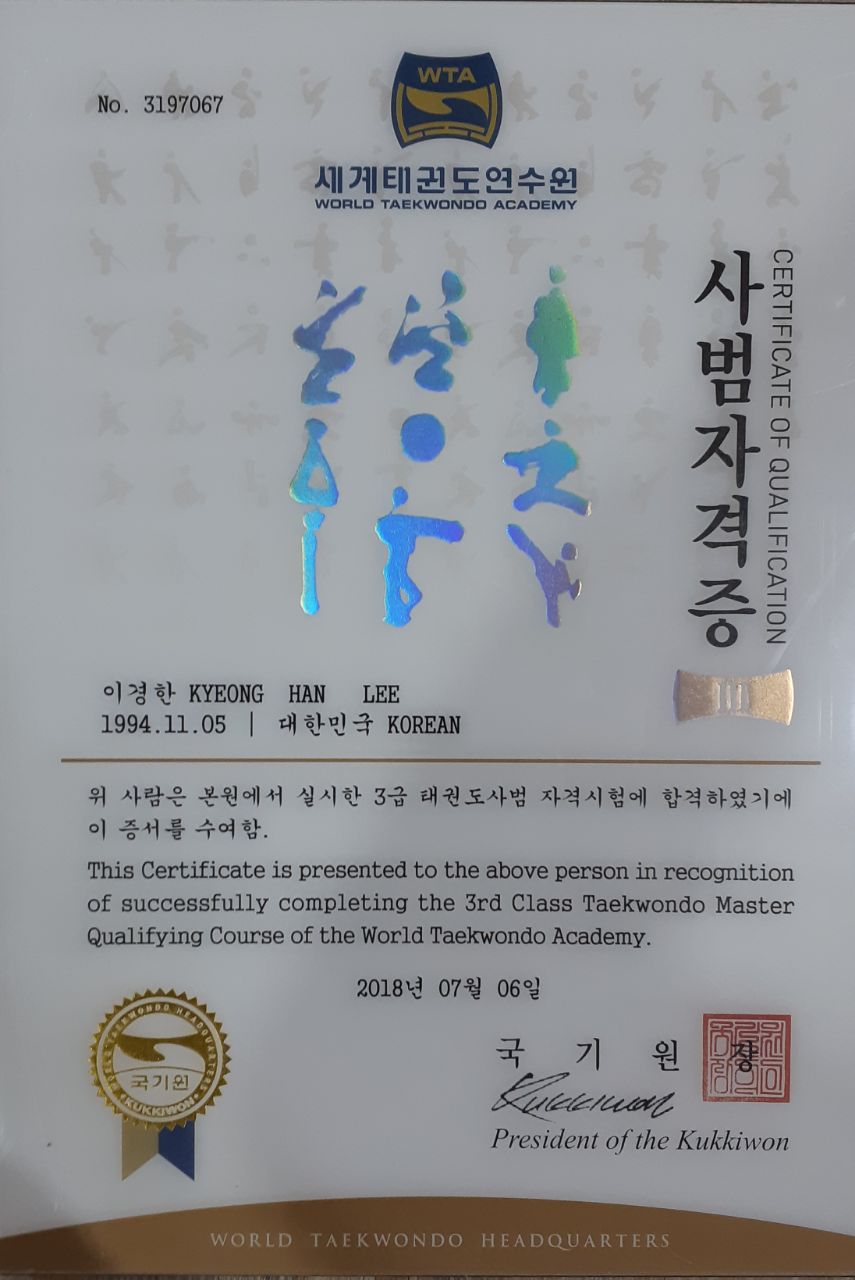 No. 3197067
WTA
세계태권도연수원
WORLD TAEKWONDO ACADEMY
사범자격증
CERTIFICATE OF QUALIFICATION
이경한 KYEONG HAN LEE
1994.11.05 | 대한민국 KOREAN
위 사람은 본원에서 실시한 3급 태권도사범 자격시험에 합격하였기에
이 증서를 수여함.
This Certificate is presented to the above person in recognition
of successfully completing the 3rd Class Taekwondo Master
Qualifying Course of the World Taekwondo Academy.
2018년 07월 06일
WORLD TAEKWONDO HEADQUARTERS
국기원
KUKKIWON
국 기 원 장
Kukkiwon
President of the Kukkiwon
WORLD TAEKWONDO HEADQUARTERS